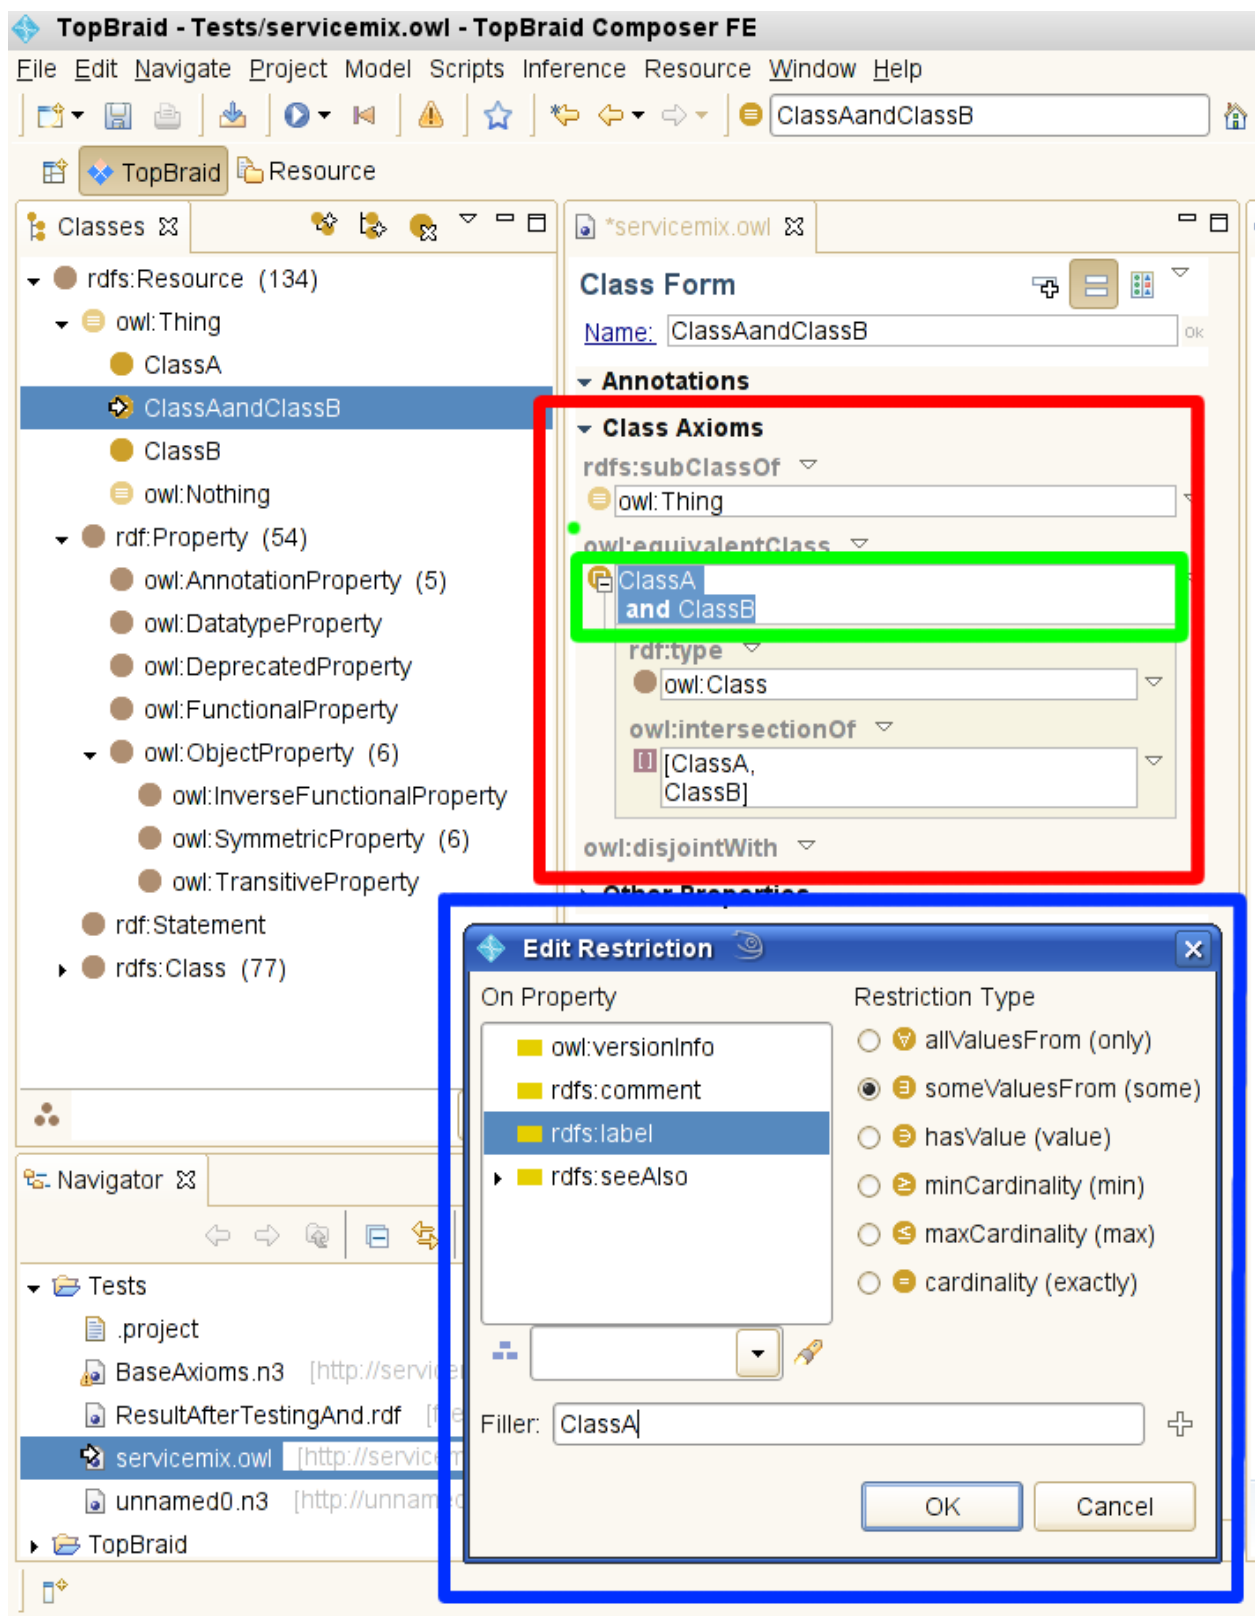 TopBraid - Tests/servicemix.owl - TopBraid Composer FE
File Edit Navigate Project Model Scripts Inference Resource Window Help
ClassAandClassB
TopBraid Resource
Classes
rdfs:Resource (134)
owl:Thing
ClassA
ClassAandClassB
ClassB
owl:Nothing
rdf:Property (54)
owl:AnnotationProperty (5)
owl:DatatypeProperty
owl:DeprecatedProperty
owl:FunctionalProperty
owl:ObjectProperty (6)
owl:InverseFunctionalProperty
owl:SymmetricProperty (6)
owl:TransitiveProperty
rdf:Statement
rdfs:Class (77)
*servicemix.owl
Class Form
Name: ClassAandClassB Ok
Annotations
Class Axioms
rdfs:subClassOf
owl:Thing
owl:equivalentClass
ClassA
and ClassB
rdf:type
owl:Class
owl:intersectionOf
[ClassA,
ClassB]
owl:disjointWith
Other Properties
Navigator
Tests
.project
BaseAxioms.n3 [http://servicem
ResultAfterTestingAnd.rdf
servicemix.owl [http://servicem
unnamed0.n3 [http://unnamed
TopBraid
Edit Restriction
On Property
owl:versionInfo
rdfs:comment
rdfs:label
rdfs:seeAlso
Restriction Type
allValuesFrom (only)
someValuesFrom (some)
hasValue (value)
minCardinality (min)
maxCardinality (max)
cardinality (exactly)
Filler: ClassA
OK Cancel